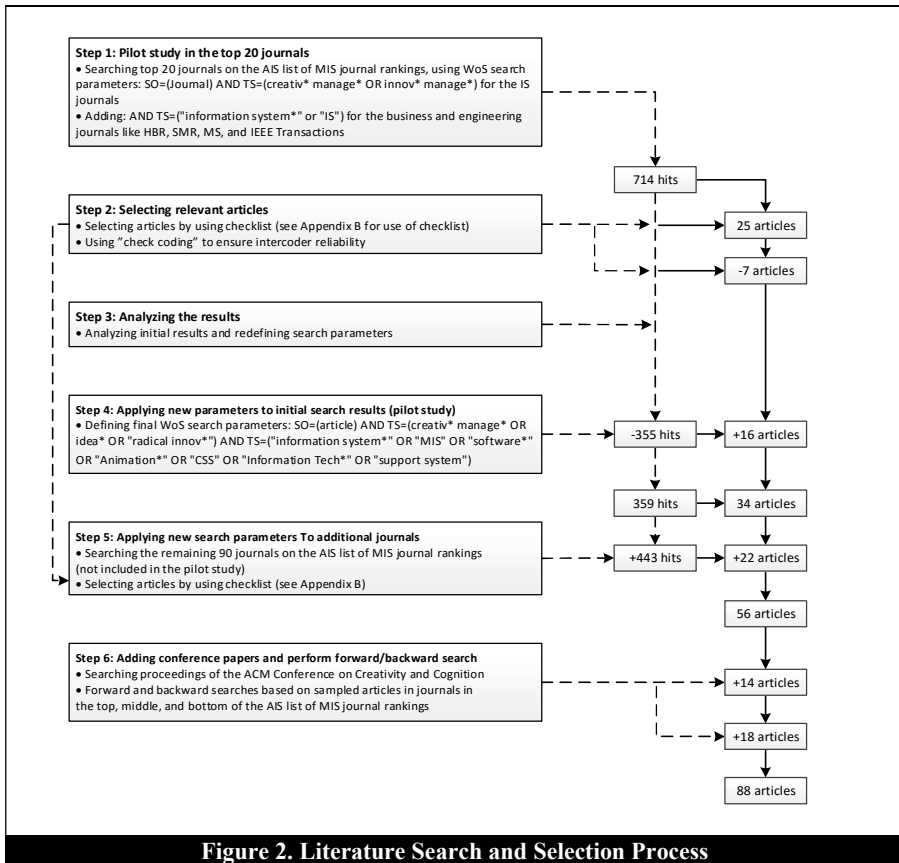 Step 1: Pilot study in the top 20 journals
• Searching top 20 journals on the AIS list of MIS journal rankings, using WoS search
parameters: SO=(Journal) AND TS=(creativ* manage* OR innov* manage*) for the IS
journals
• Adding: AND TS=("information system*" or "IS") for the business and engineering
journals like HBR, SMR, MS, and IEEE Transactions
714 hits
Step 2: Selecting relevant articles
• Selecting articles by using checklist (see Appendix B for use of checklist)
• Using "check coding" to ensure intercoder reliability
25 articles
-7 articles
Step 3: Analyzing the results
• Analyzing initial results and redefining search parameters
Step 4: Applying new parameters to initial search results (pilot study)
• Defining final WoS search parameters: SO=(article) AND TS=(creativ* manage* OR
idea* OR "radical innov*") AND TS=("information system*" OR "MIS" OR "software*"
OR "Animation*" OR "CSS" OR "Information Tech*" OR "support system")
-355 hits
+16 articles
359 hits
34 articles
Step 5: Applying new search parameters To additional journals
• Searching the remaining 90 journals on the AIS list of MIS journal rankings
(not included in the pilot study)
• Selecting articles by using checklist (see Appendix B)
+443 hits
+22 articles
56 articles
Step 6: Adding conference papers and perform forward/backward search
• Searching proceedings of the ACM Conference on Creativity and Cognition
• Forward and backward searches based on sampled articles in journals in
the top, middle, and bottom of the AIS list of MIS journal rankings
+14 articles
+18 articles
88 articles
Figure 2. Literature Search and Selection Process